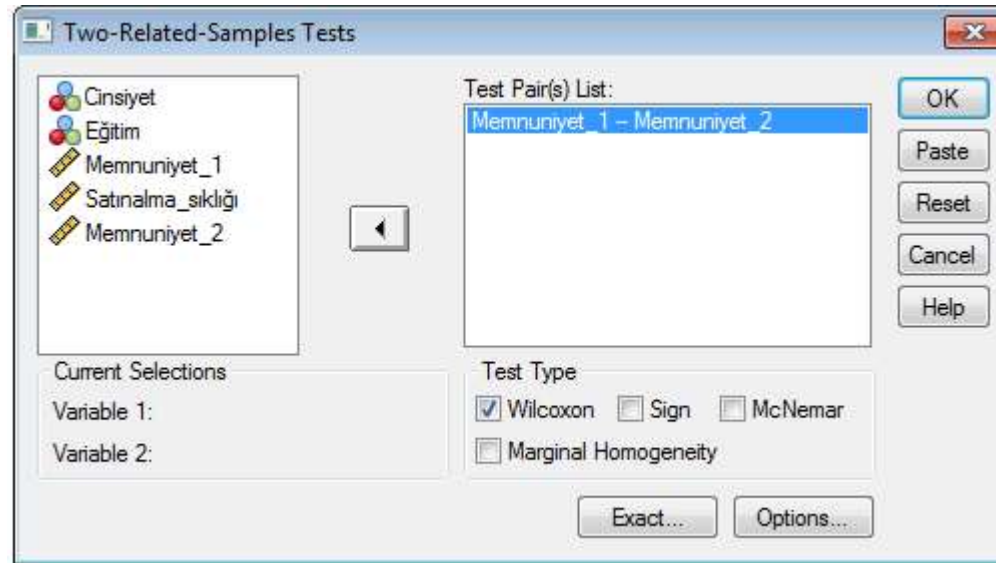 Two-Related-Samples Tests
Cinsiyet
Eğitim
Memnuniyet_1
Satınalma_sıklığı
Memnuniyet_2
Test Pair(s) List:
Memnuniyet_1 – Memnuniyet_2
OK
Paste
Reset
Cancel
Help
Current Selections
Variable 1:
Variable 2:
Test Type
Wilcoxon Sign McNemar
Marginal Homogeneity
Exact... Options...